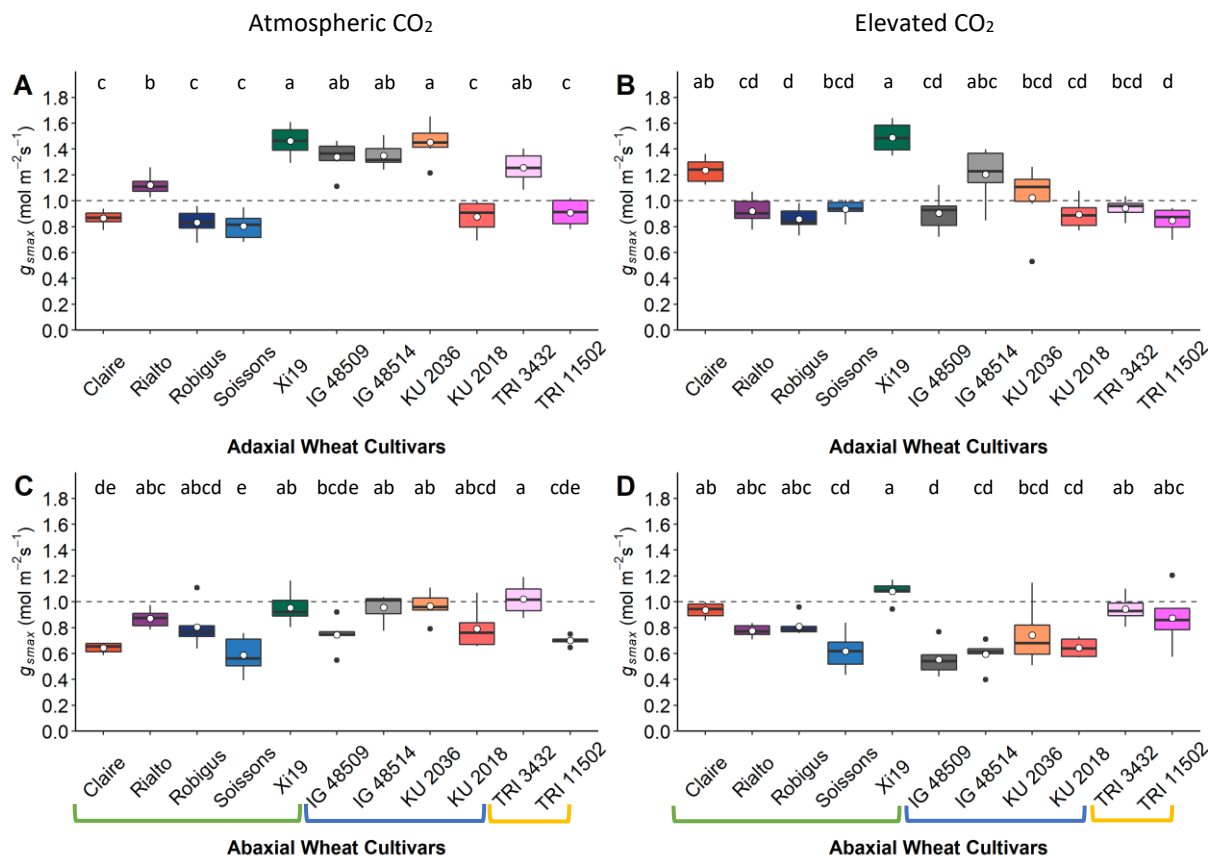 Atmospheric CO₂
Elevated CO₂
A
c b c c a ab ab a c ab c
g_smax (mol m⁻²s⁻¹)
1.8
1.6
1.4
1.2
1.0
0.8
0.6
0.4
0.2
0.0
Claire Rialto Robigus Soissons Xi19 IG 48509 IG 48514 KU 2036 KU 2018 TRI 3432 TRI 11502
Adaxial Wheat Cultivars
B
ab cd d bcd a cd abc bcd cd bcd d
g_smax (mol m⁻²s⁻¹)
1.8
1.6
1.4
1.2
1.0
0.8
0.6
0.4
0.2
0.0
Claire Rialto Robigus Soissons Xi19 IG 48509 IG 48514 KU 2036 KU 2018 TRI 3432 TRI 11502
Adaxial Wheat Cultivars
C
de abc abcd e ab bcde ab ab abcd a cde
g_smax (mol m⁻²s⁻¹)
1.8
1.6
1.4
1.2
1.0
0.8
0.6
0.4
0.2
0.0
Claire Rialto Robigus Soissons Xi19 IG 48509 IG 48514 KU 2036 KU 2018 TRI 3432 TRI 11502
Abaxial Wheat Cultivars
D
ab abc abc cd a d cd bcd cd ab abc
g_smax (mol m⁻²s⁻¹)
1.8
1.6
1.4
1.2
1.0
0.8
0.6
0.4
0.2
0.0
Claire Rialto Robigus Soissons Xi19 IG 48509 IG 48514 KU 2036 KU 2018 TRI 3432 TRI 11502
Abaxial Wheat Cultivars